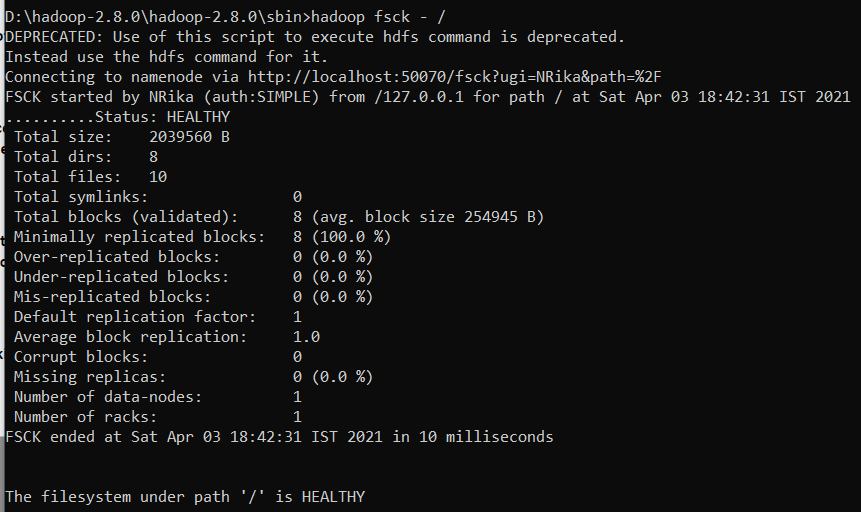 D:\hadoop-2.8.0\hadoop-2.8.0\sbin>hadoop fsck - /
DEPRECATED: Use of this script to execute hdfs command is deprecated.
Instead use the hdfs command for it.
Connecting to namenode via http://localhost:50070/fsck?ugi=NRika&path=%2F
FSCK started by NRika (auth:SIMPLE) from /127.0.0.1 for path / at Sat Apr 03 18:42:31 IST 2021
..........Status: HEALTHY
Total size: 2039560 B
Total dirs: 8
Total files: 10
Total symlinks: 0
Total blocks (validated): 8 (avg. block size 254945 B)
Minimally replicated blocks: 8 (100.0 %)
Over-replicated blocks: 0 (0.0 %)
Under-replicated blocks: 0 (0.0 %)
Mis-replicated blocks: 0 (0.0 %)
Default replication factor: 1
Average block replication: 1.0
Corrupt blocks: 0
Missing replicas: 0 (0.0 %)
Number of data-nodes: 1
Number of racks: 1
FSCK ended at Sat Apr 03 18:42:31 IST 2021 in 10 milliseconds
The filesystem under path '/' is HEALTHY